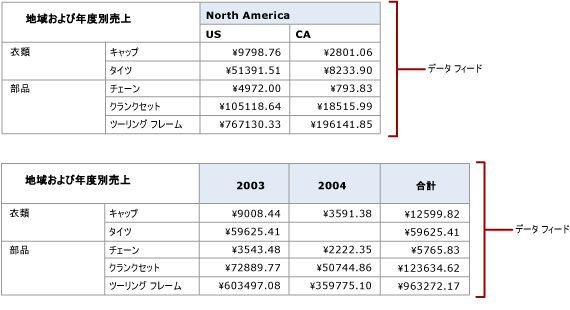 地域および年度別売上 North America
US CA
衣類 キャップ ¥9798.76 ¥2801.06
タイツ ¥51391.51 ¥8233.90
データ フィード
部品 チェーン ¥4972.00 ¥793.83
クランクセット ¥105118.64 ¥18515.99
ツーリング フレーム ¥767130.33 ¥196141.85
地域および年度別売上 2003 2004 合計
衣類 キャップ ¥9008.44 ¥3591.38 ¥12599.82
タイツ ¥59625.41 ¥59625.41
データ フィード
部品 チェーン ¥3543.48 ¥2222.35 ¥5765.83
クランクセット ¥72889.77 ¥50744.86 ¥123634.62
ツーリング フレーム ¥603497.08 ¥359775.10 ¥963272.17